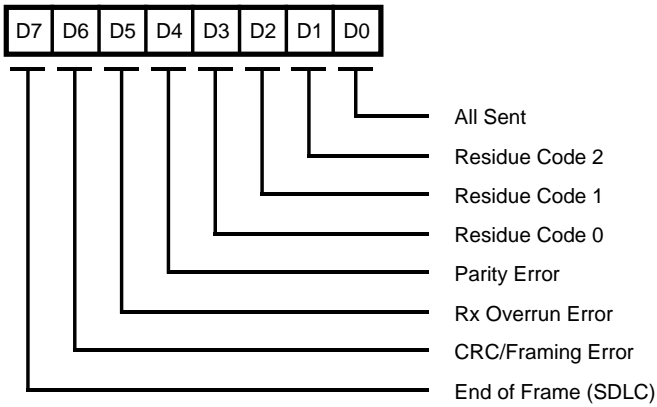 D7 D6 D5 D4 D3 D2 D1 D0
All Sent
Residue Code 2
Residue Code 1
Residue Code 0
Parity Error
Rx Overrun Error
CRC/Framing Error
End of Frame (SDLC)